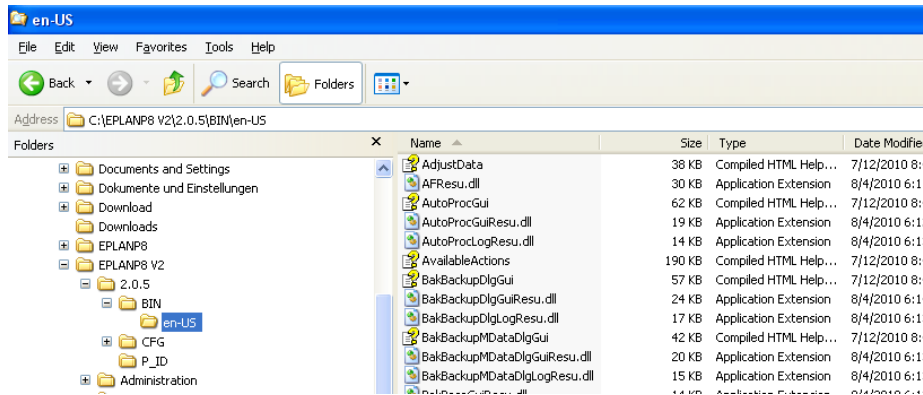 en-US
File Edit View Favorites Tools Help
Back Search Folders
Address C:\EPLANP8 V2\2.0.5\BIN\en-US
Folders
Documents and Settings
Dokumente und Einstellungen
Download
Downloads
EPLANP8
EPLANP8 V2
2.0.5
BIN
en-US
CFG
P_ID
Administration
Name Size Type Date Modifie
AdjustData 38 KB Compiled HTML Help... 7/12/2010 8:
AFResu.dll 30 KB Application Extension 8/4/2010 6:1
AutoProcGui 62 KB Compiled HTML Help... 7/12/2010 8:
AutoProcGuiResu.dll 19 KB Application Extension 8/4/2010 6:1
AutoProcLogResu.dll 14 KB Application Extension 8/4/2010 6:1
AvailableActions 190 KB Compiled HTML Help... 7/12/2010 8:
BakBackupDlgGui 57 KB Compiled HTML Help... 7/12/2010 8:
BakBackupDlgGuiResu.dll 24 KB Application Extension 8/4/2010 6:1
BakBackupDlgLogResu.dll 17 KB Application Extension 8/4/2010 6:1
BakBackupMDataDlgGui 42 KB Compiled HTML Help... 7/12/2010 8:
BakBackupMDataDlgGuiResu.dll 20 KB Application Extension 8/4/2010 6:1
BakBackupMDataDlgLogResu.dll 15 KB Application Extension 8/4/2010 6:1